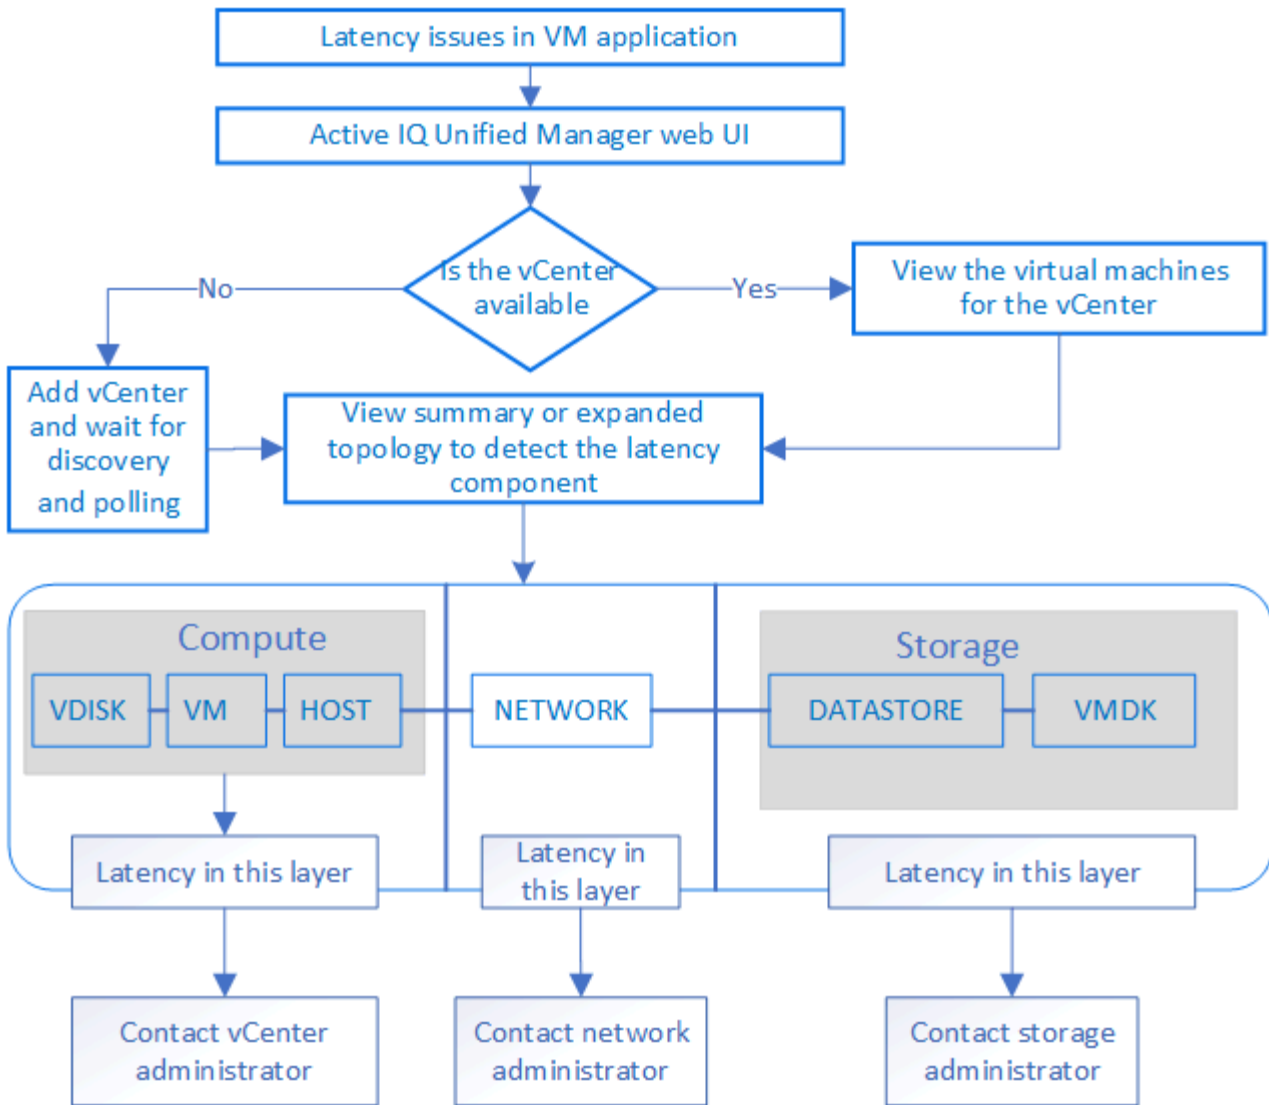 Latency issues in VM application
Active IQ Unified Manager web UI
Is the vCenter
available
No
Yes
View the virtual machines
for the vCenter
Add vCenter
and wait for
discovery
and polling
View summary or expanded
topology to detect the latency
component
Compute
VDISK
VM
HOST
NETWORK
Storage
DATASTORE
VMDK
Latency in this layer
Latency in
this layer
Latency in this layer
Contact vCenter
administrator
Contact network
administrator
Contact storage
administrator